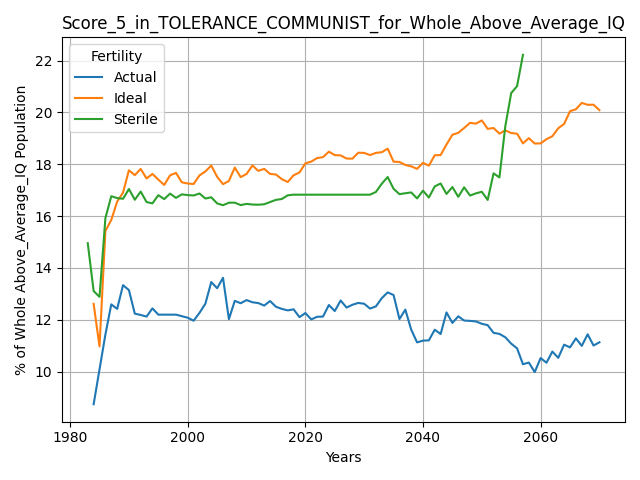 Score_5_in_TOLERANCE_COMMUNIST_for_Whole_Above_Average_IQ
Fertility
Actual
Ideal
Sterile
% of Whole Above_Average_IQ Population
22
20
18
16
14
12
10
1980
2000
2020
2040
2060
Years